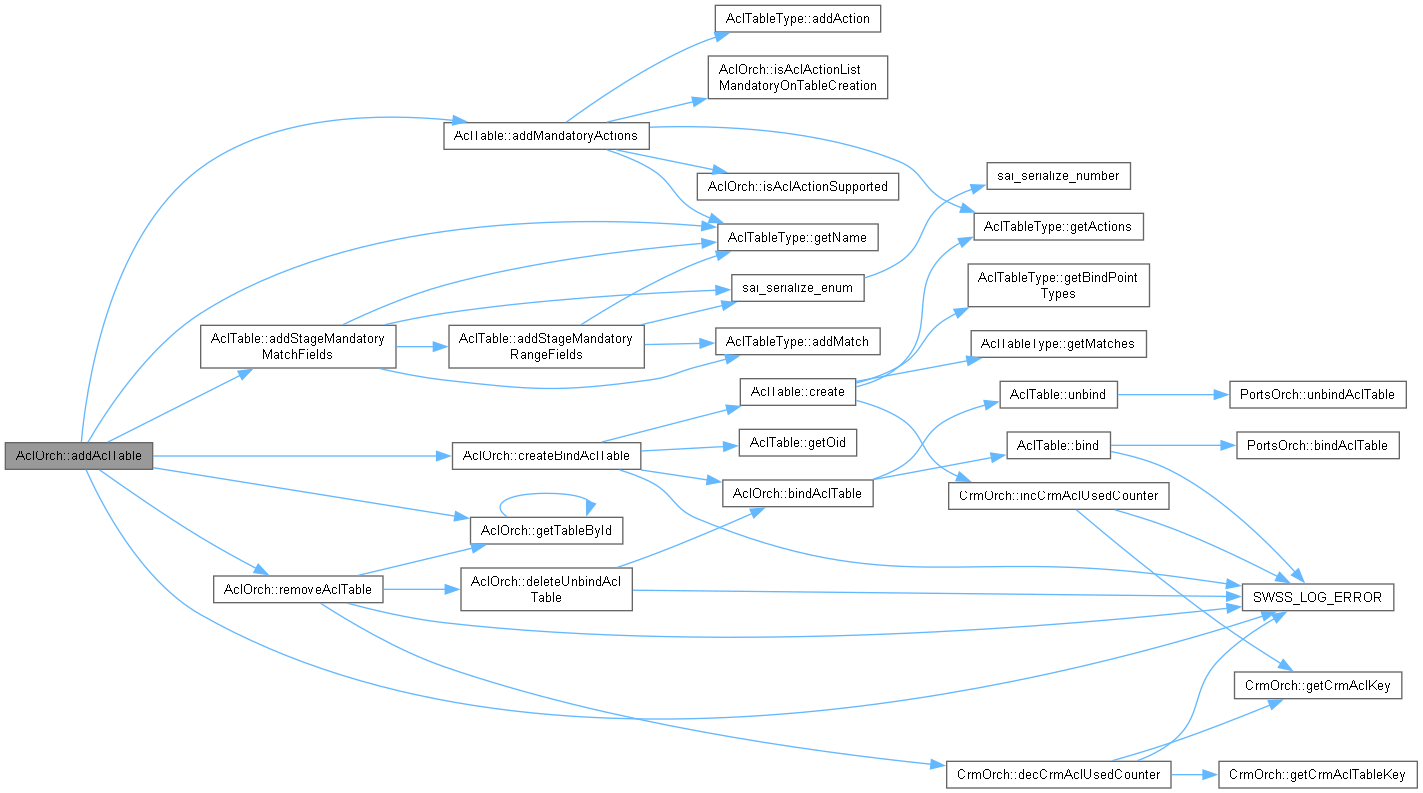 AclTableType::addAction
AclOrch::isAclActionList
MandatoryOnTableCreation
AclTable::addMandatoryActions
sai_serialize_number
AclOrch::isAclActionSupported
AclTableType::getActions
AclTableType::getName
AclTableType::getBindPoint
Types
sai_serialize_enum
AclTable::addStageMandatory
MatchFields
AclTable::addStageMandatory
RangeFields
AclTableType::addMatch
AclTableType::getMatches
AclTable::create
AclTable::unbind
PortsOrch::unbindAclTable
AclOrch::addAclTable
AclOrch::createBindAclTable
AclTable::getOid
AclTable::bind
PortsOrch::bindAclTable
AclOrch::bindAclTable
CrmOrch::incCrmAclUsedCounter
AclOrch::getTableById
AclOrch::removeAclTable
AclOrch::deleteUnbindAcl
Table
SWSS_LOG_ERROR
CrmOrch::getCrmAclKey
CrmOrch::decCrmAclUsedCounter
CrmOrch::getCrmAclTableKey